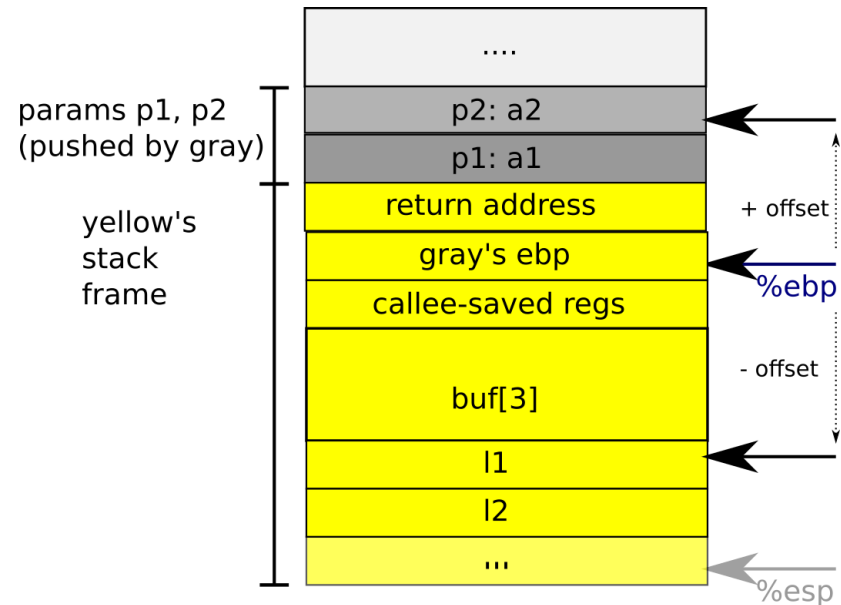 ....
params p1, p2
(pushed by gray)
p2: a2
p1: a1
return address
+ offset
yellow's
stack
frame
gray's ebp
%ebp
callee-saved regs
- offset
buf[3]
l1
l2
...
%esp